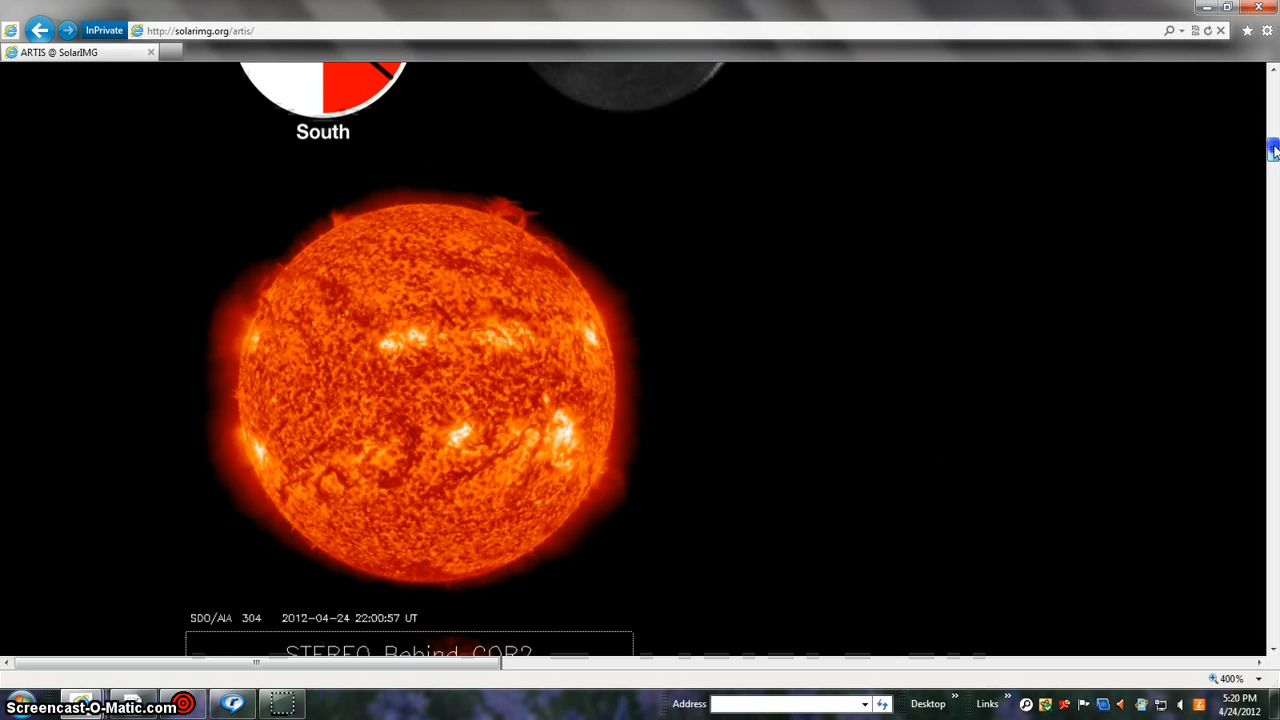 InPrivate
http://solarimg.org/artis/
ARTIS @ SolarIMG
South
SDO/AIA 304 2012-04-24 22:00:57 UT
STEREO Behind COR2
400%
Address
Desktop
Links
5:20 PM
4/24/2012
Screencast-O-Matic.com